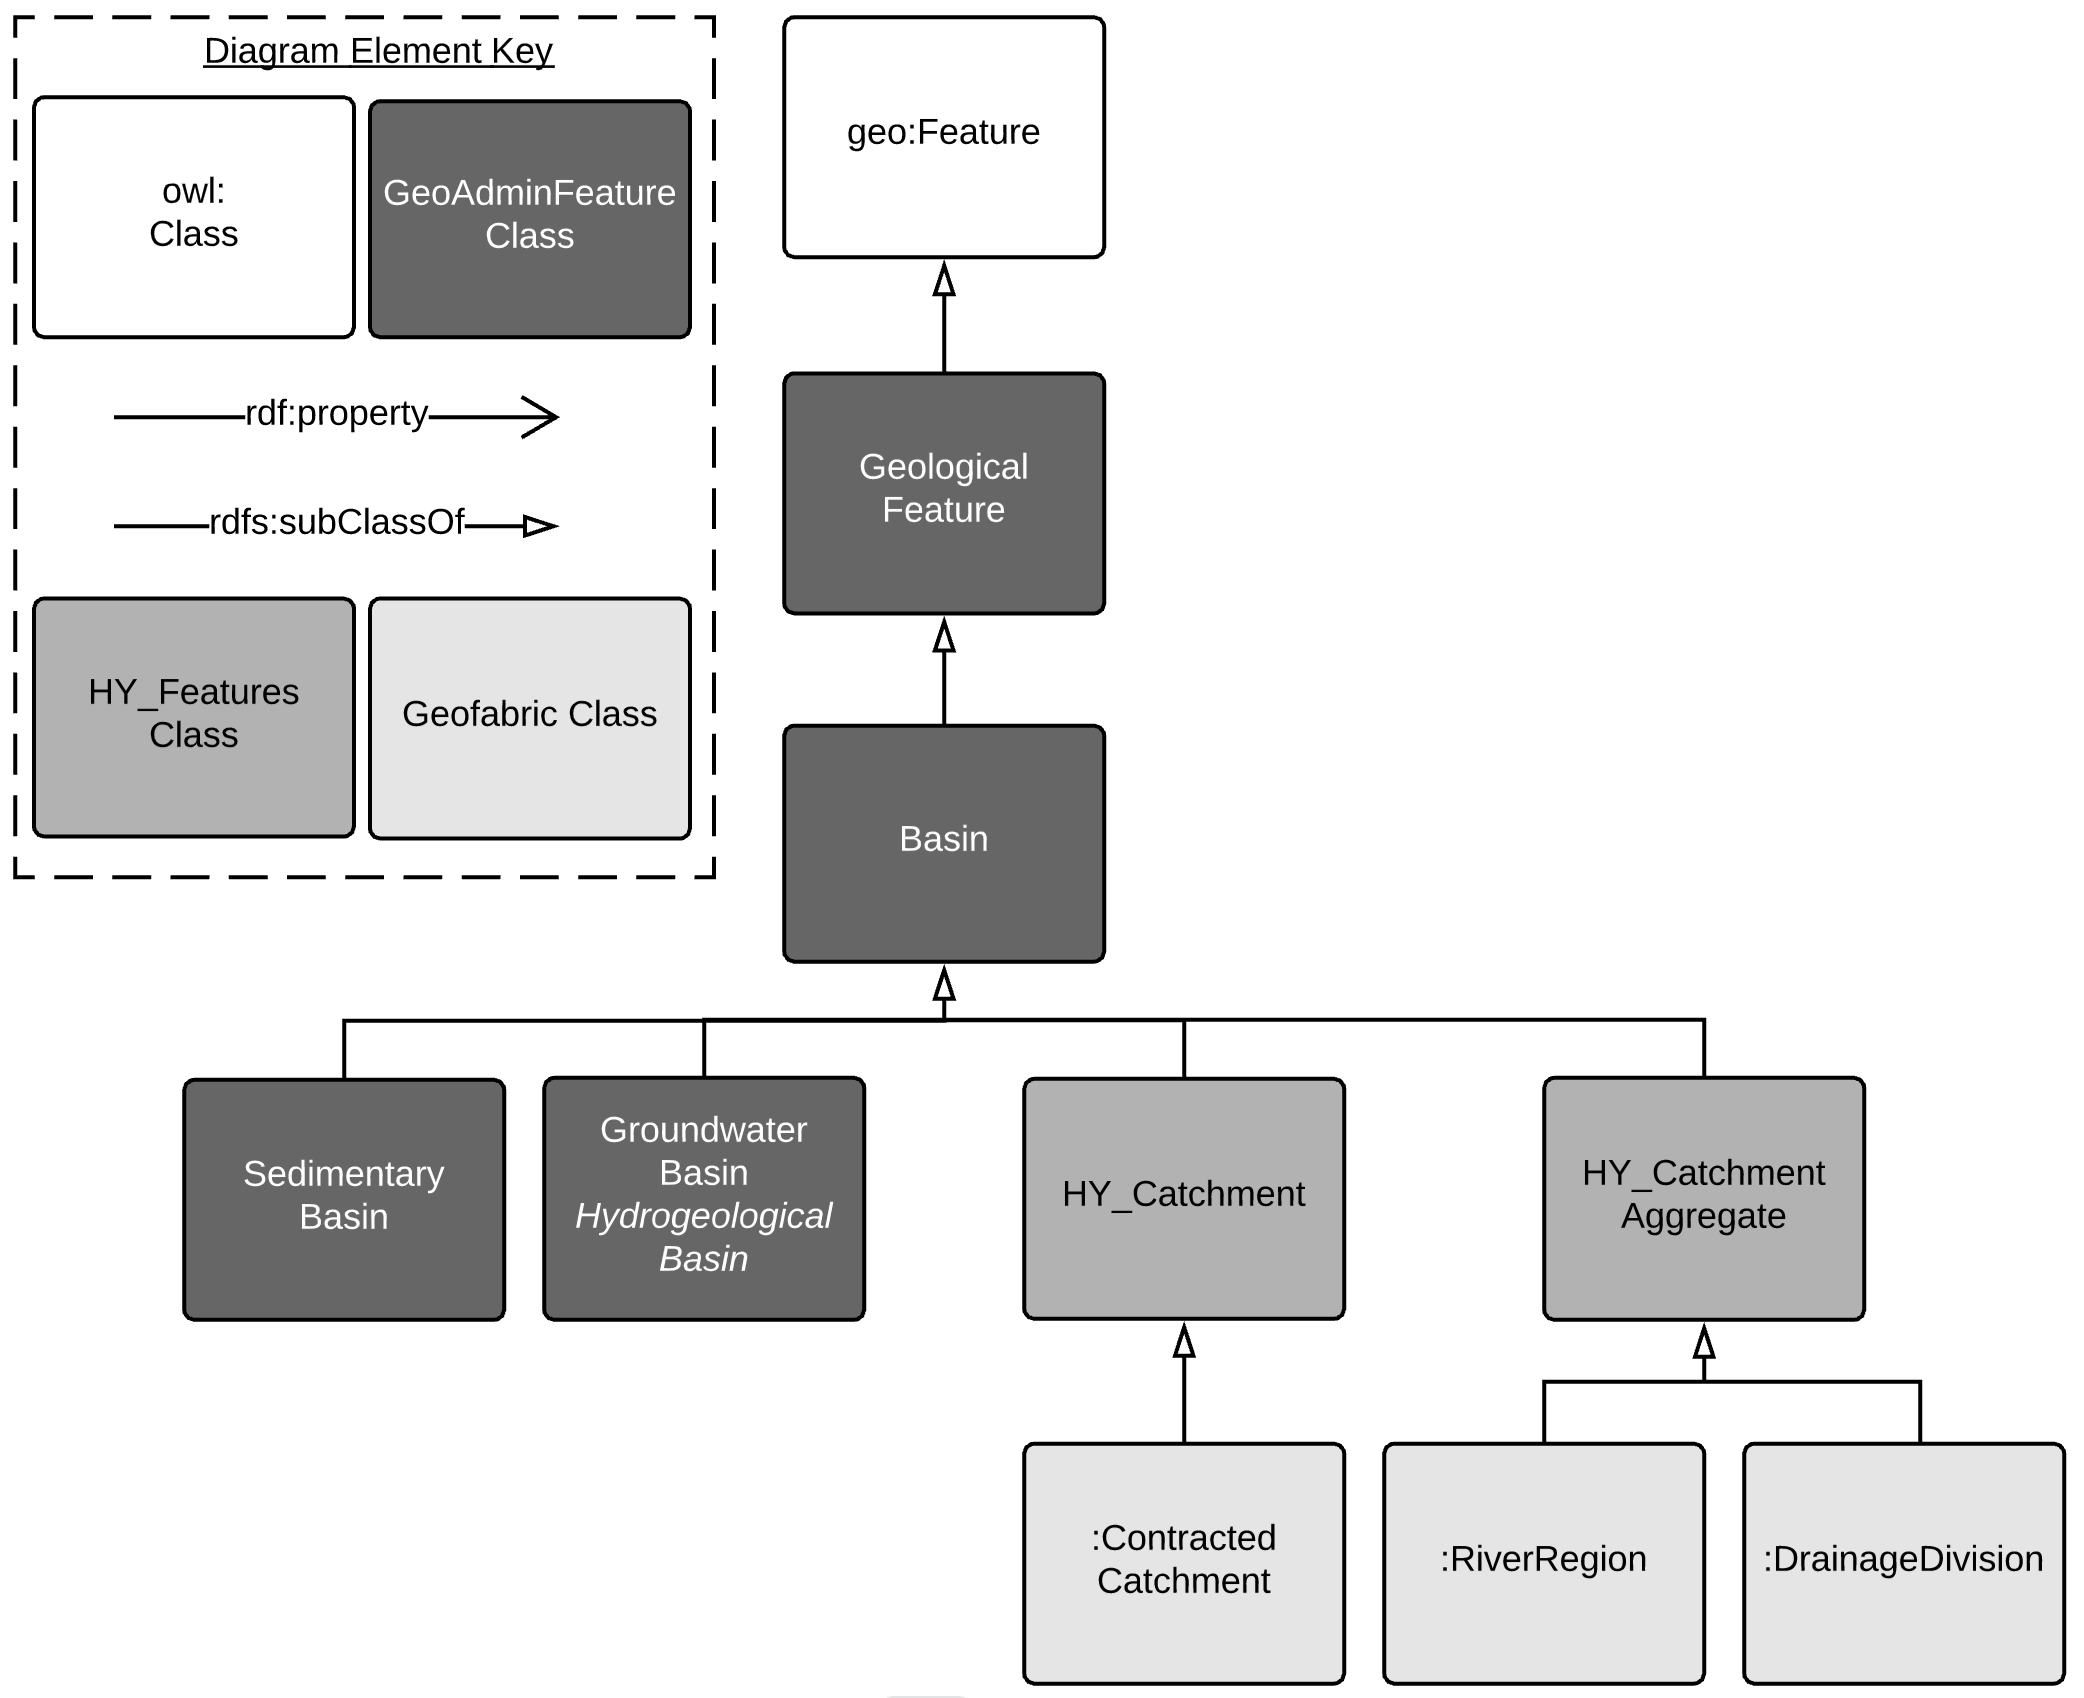 Diagram Element Key
owl:
Class
GeoAdminFeature
Class
rdf:property
rdfs:subClassOf
HY_Features
Class
Geofabric Class
geo:Feature
Geological
Feature
Basin
Sedimentary
Basin
Groundwater
Basin
Hydrogeological
Basin
HY_Catchment
HY_Catchment
Aggregate
:Contracted
Catchment
:RiverRegion
:DrainageDivision